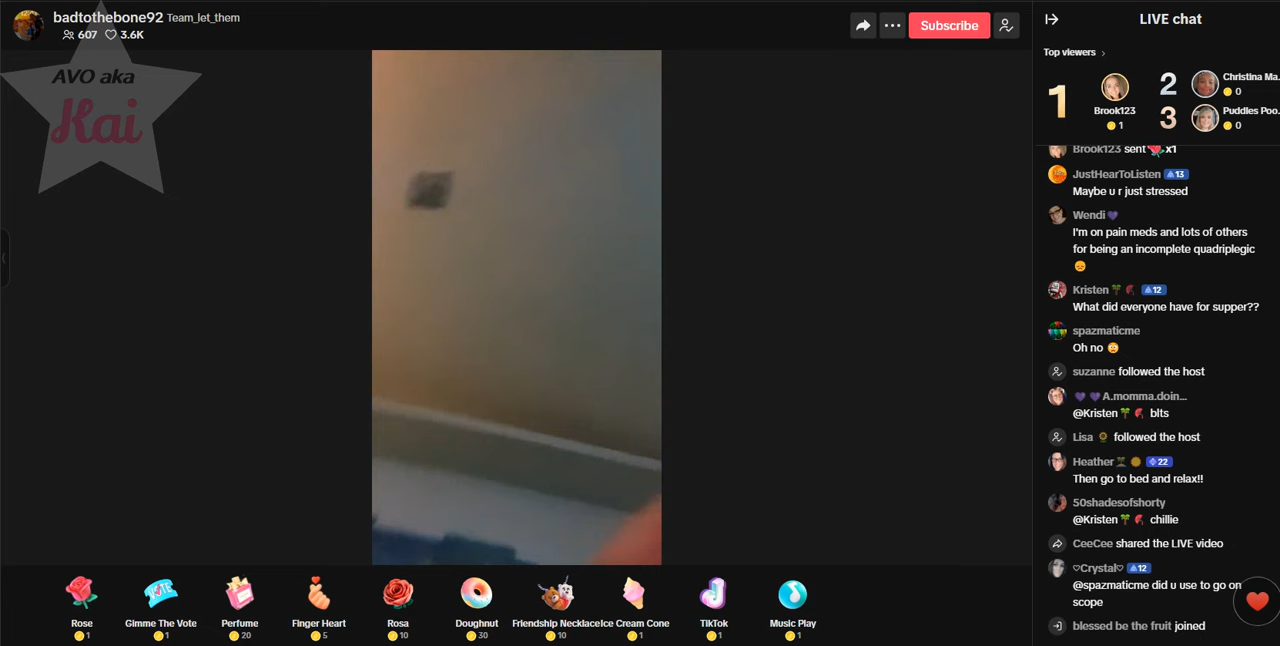 badtothebone92 Team_let_them
607 3.6K
Subscribe
AVO aka
Kai
LIVE chat
Top viewers
1
Brook123
1
2
Christina Ma...
0
3
Puddles Poo...
0
Brook123 sent x1
JustHearToListen 13
Maybe u r just stressed
Wendi
I'm on pain meds and lots of others
for being an incomplete quadriplegic
Kristen 12
What did everyone have for supper??
spazmaticme
Oh no
suzanne followed the host
A.momma.doin...
@Kristen blts
Lisa followed the host
Heather 22
Then go to bed and relax!!
50shadesofshorty
@Kristen chillie
CeeCee shared the LIVE video
♡Crystal♡ 12
@spazmaticme did u use to go on
scope
blessed be the fruit joined
Rose Gimme The Vote Perfume Finger Heart Rosa Doughnut Friendship Necklace Ice Cream Cone TikTok Music Play
1 1 20 5 10 30 10 1 1 1